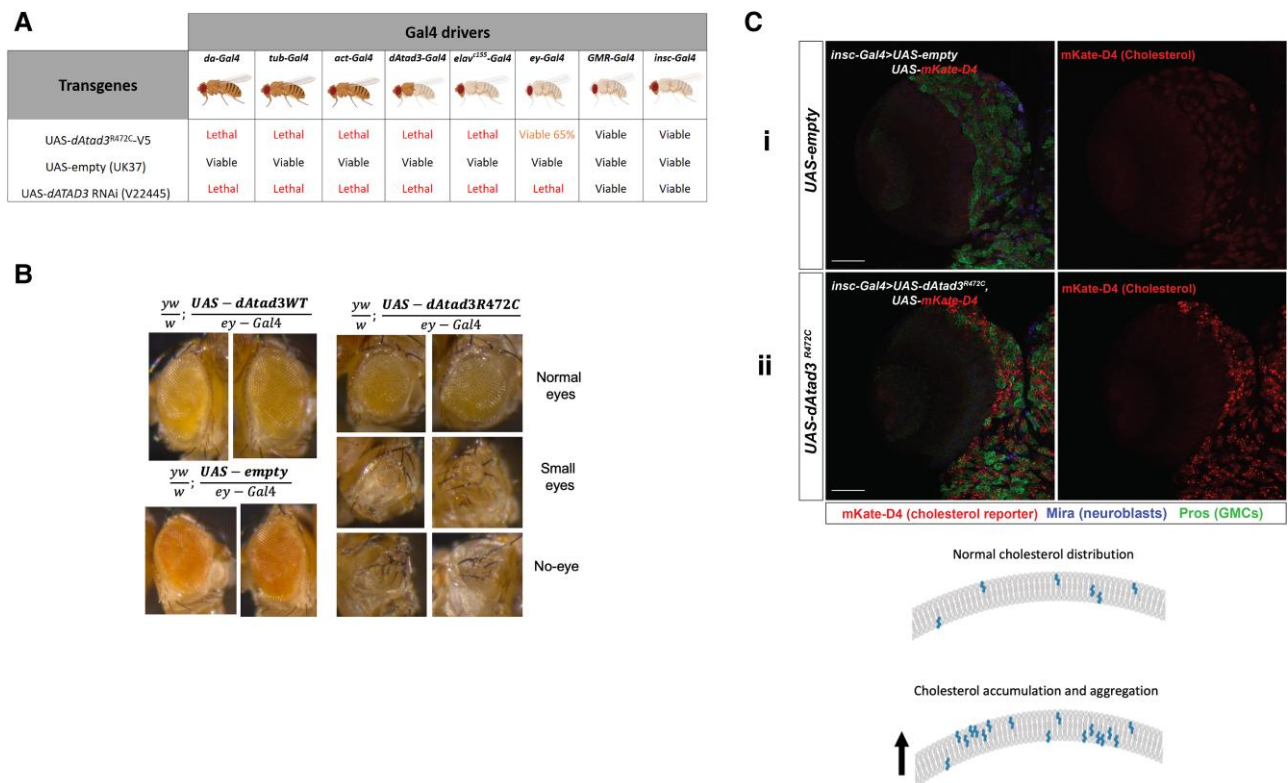 A
Gal4 drivers
Transgenes
da-Gal4 tub-Gal4 act-Gal4 dAtad3-Gal4 elavc155-Gal4 ey-Gal4 GMR-Gal4 insc-Gal4
UAS-dAtad3R472C-V5 Lethal Lethal Lethal Lethal Lethal Viable 65% Viable Viable
UAS-empty (UK37) Viable Viable Viable Viable Viable Viable Viable Viable
UAS-dATAD3 RNAi (V22445) Lethal Lethal Lethal Lethal Lethal Lethal Viable Viable
B
yw/w; UAS – dAtad3WT/ey – Gal4
yw/w; UAS – dAtad3R472C/ey – Gal4
Normal
eyes
yw/w; UAS – empty/ey – Gal4
Small
eyes
No-eye
C
i
UAS-empty
insc-Gal4>UAS-empty
UAS-mKate-D4
mKate-D4 (Cholesterol)
ii
UAS-dAtad3 R472C
insc-Gal4>UAS-dAtad3R472C,
UAS-mKate-D4
mKate-D4 (Cholesterol)
mKate-D4 (cholesterol reporter) Mira (neuroblasts) Pros (GMCs)
Normal cholesterol distribution
Cholesterol accumulation and aggregation